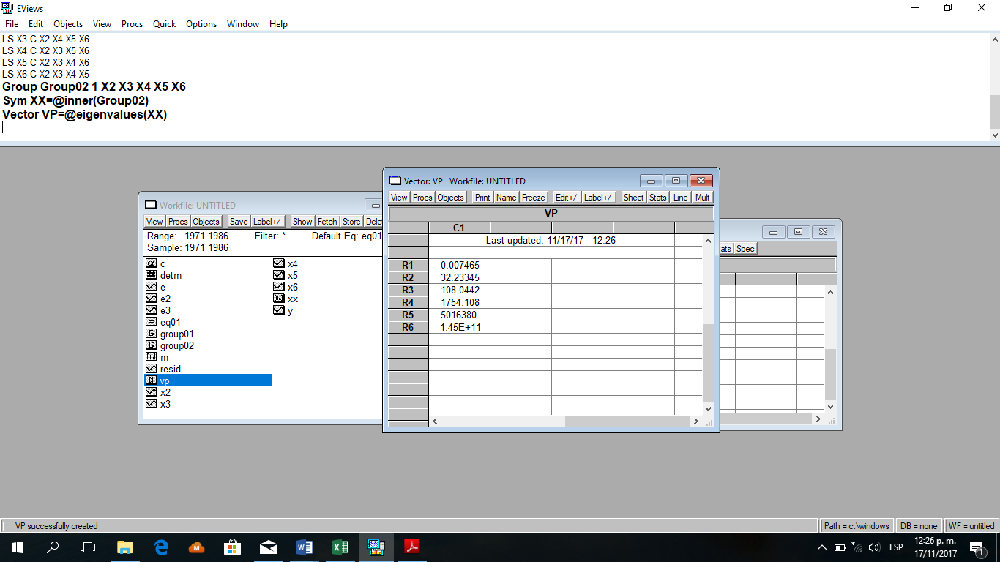 EViews
File Edit Objects View Procs Quick Options Window Help
LS X3 C X2 X4 X5 X6
LS X4 C X2 X3 X5 X6
LS X5 C X2 X3 X4 X6
LS X6 C X2 X3 X4 X5
Group Group02 1 X2 X3 X4 X5 X6
Sym XX=@inner(Group02)
Vector VP=@eigenvalues(XX)
Workfile: UNTITLED
View Procs Objects Save Label+/- Show Fetch Store Dele
Range: 1971 1986 Filter: * Default Eq: eq01
Sample: 1971 1986
c
detm
e
e2
e3
eq01
group01
group02
m
resid
vp
x2
x3
x4
x5
x6
xx
y
Vector: VP Workfile: UNTITLED
View Procs Objects Print Name Freeze Edit+/- Label+/- Sheet Stats Line Mult
VP
C1
Last updated: 11/17/17 - 12:26
R1 0.007465
R2 32.23345
R3 108.0442
R4 1754.108
R5 5016380.
R6 1.45E+11
ats Spec
VP successfully created
Path = c:\windows DB = none WF = untitled
ESP
12:26 p. m.
17/11/2017
1